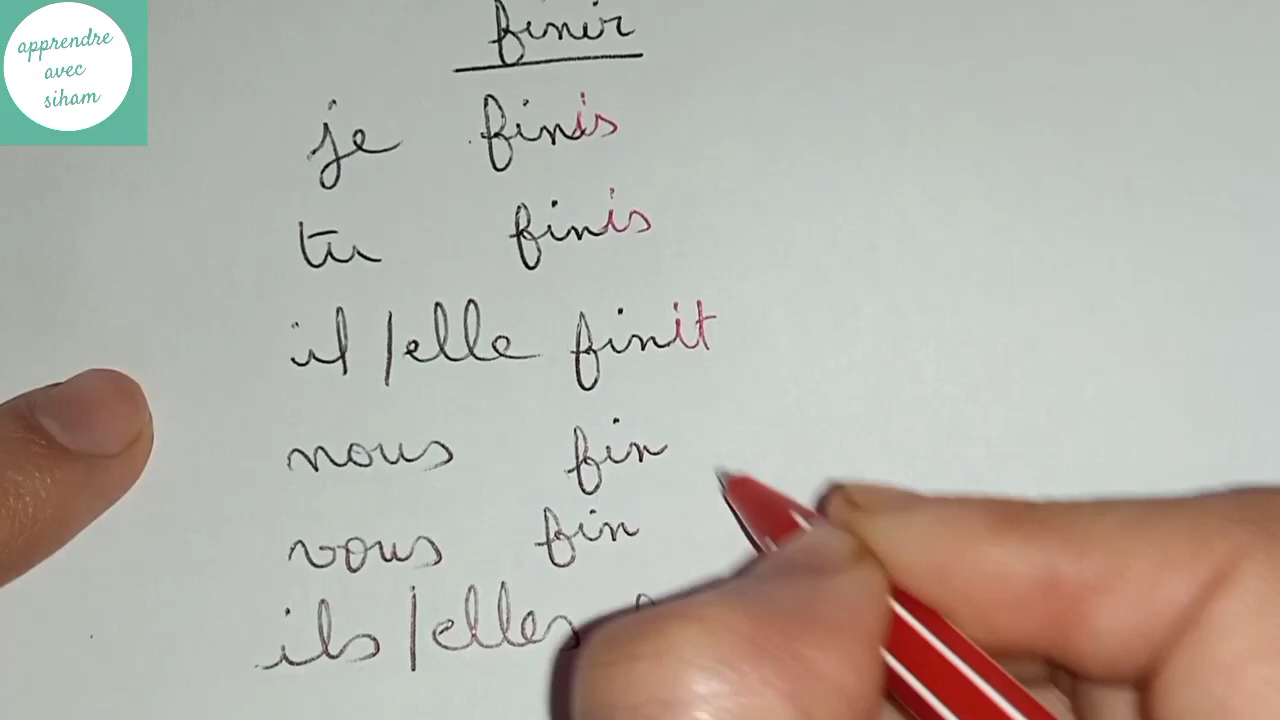 apprendre
avec
siham
finir
je finis
tu finis
il/elle finit
nous fin
vous fin
ils/elles